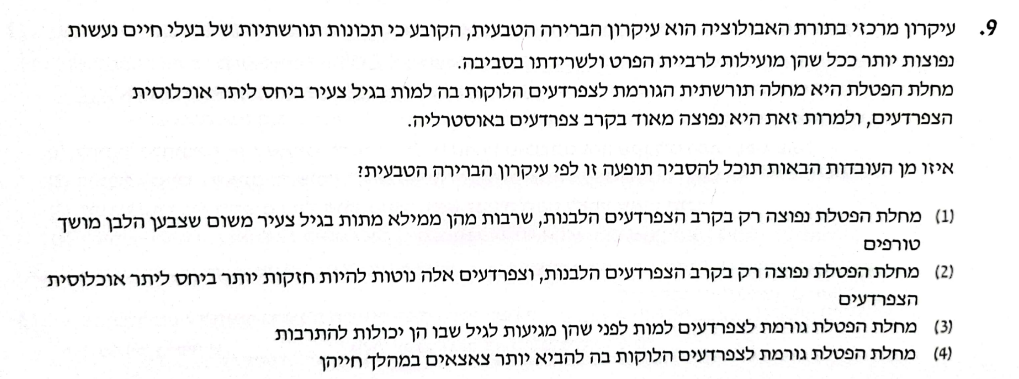 9. עיקרון מרכזי בתורת האבולוציה הוא עיקרון הברירה הטבעית, הקובע כי תכונות תורשתיות של בעלי חיים נעשות
נפוצות יותר ככל שהן מועילות לרביית הפרט ולשרידתו בסביבה.
מחלת הפטלת היא מחלה תורשתית הגורמת לצפרדעים הלוקות בה למות בגיל צעיר ביחס ליתר אוכלוסית
הצפרדעים, ולמרות זאת היא נפוצה מאוד בקרב צפרדעים באוסטרליה.
איזו מן העובדות הבאות תוכל להסביר תופעה זו לפי עיקרון הברירה הטבעית?
(1) מחלת הפטלת נפוצה רק בקרב הצפרדעים הלבנות, שרבות מהן ממילא מתות בגיל צעיר משום שצבען הלבן מושך
טורפים
(2) מחלת הפטלת נפוצה רק בקרב הצפרדעים הלבנות, וצפרדעים אלה נוטות להיות חזקות יותר ביחס ליתר אוכלוסית
הצפרדעים
(3) מחלת הפטלת גורמת לצפרדעים למות לפני שהן מגיעות לגיל שבו הן יכולות להתרבות
(4) מחלת הפטלת גורמת לצפרדעים הלוקות בה להביא יותר צאצאים במהלך חייהן